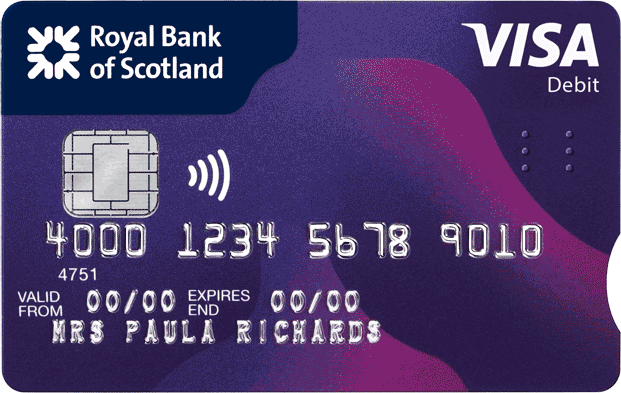 Royal Bank
of Scotland
VISA
Debit
4000 1234 5678 9010
4751
VALID FROM 00/00 EXPIRES END 00/00
MRS PAULA RICHARDS